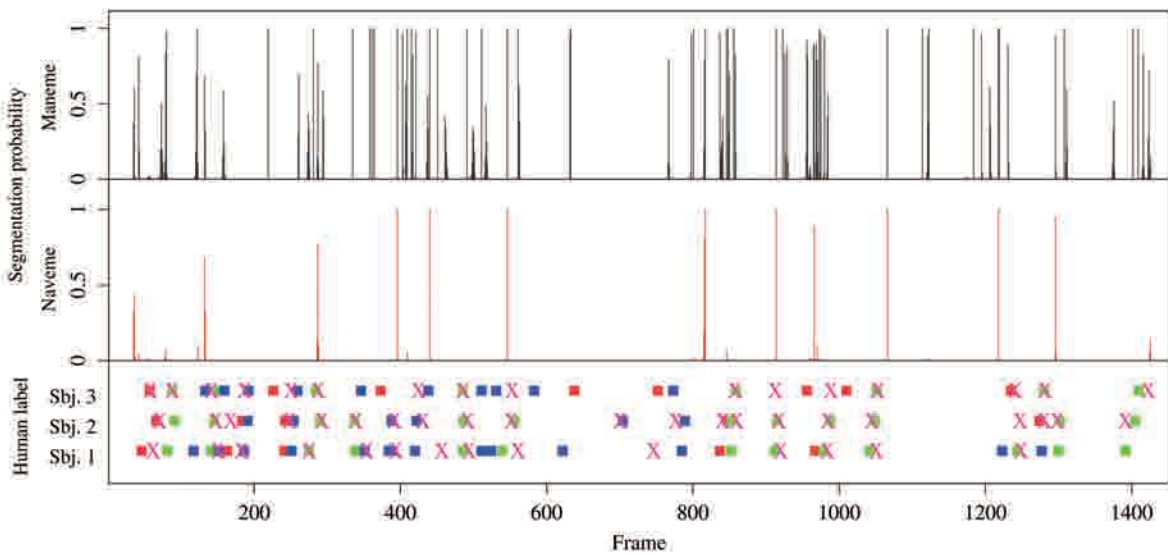 Segmentation probability
Maneme
1
0.5
0
Naveme
1
0.5
0
Human label
Sbj. 3
Sbj. 2
Sbj. 1
200 400 600 800 1000 1200 1400
Frame